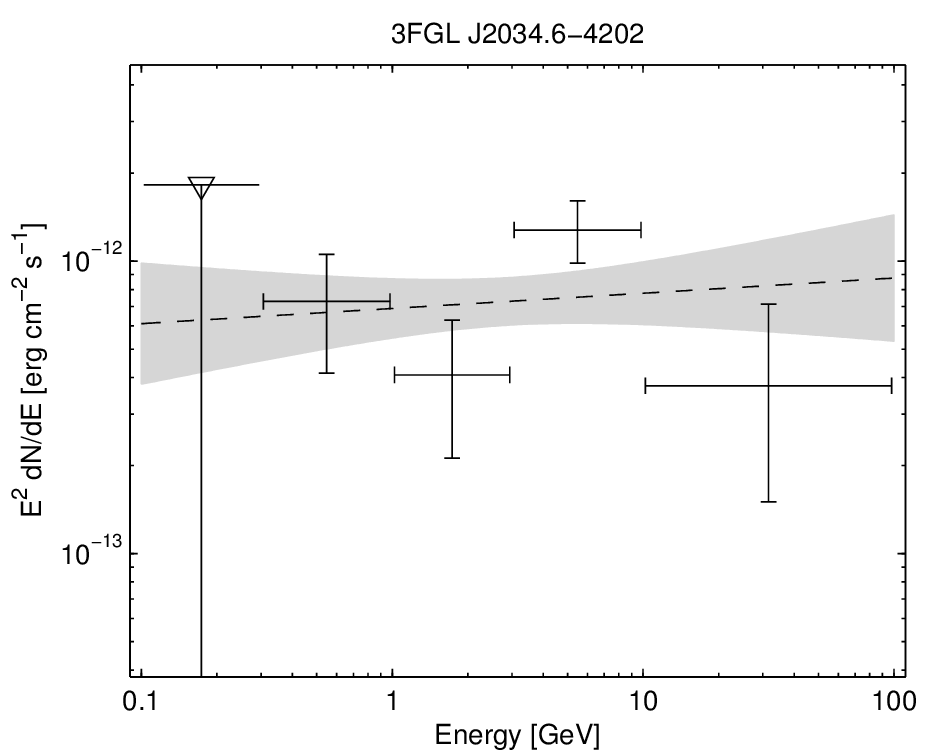 3FGL J2034.6−4202
E² dN/dE [erg cm⁻² s⁻¹]
10⁻¹²
10⁻¹³
0.1 1 10 100
Energy [GeV]